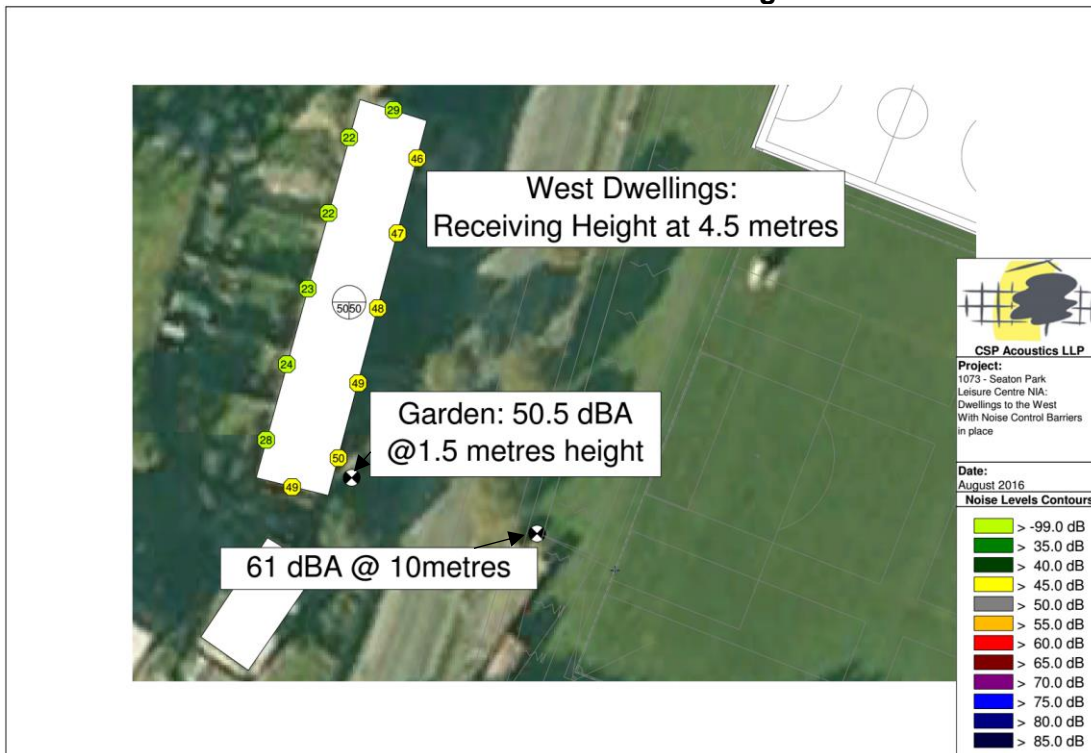 29
22
46
West Dwellings:
Receiving Height at 4.5 metres
22
47
23
5050
48
24
49
Garden: 50.5 dBA
@1.5 metres height
28
50
49
61 dBA @ 10metres
CSP Acoustics LLP
Project:
1073 - Seaton Park
Leisure Centre NIA:
Dwellings to the West
With Noise Control Barriers
in place
Date:
August 2016
Noise Levels Contours
> -99.0 dB
> 35.0 dB
> 40.0 dB
> 45.0 dB
> 50.0 dB
> 55.0 dB
> 60.0 dB
> 65.0 dB
> 70.0 dB
> 75.0 dB
> 80.0 dB
> 85.0 dB